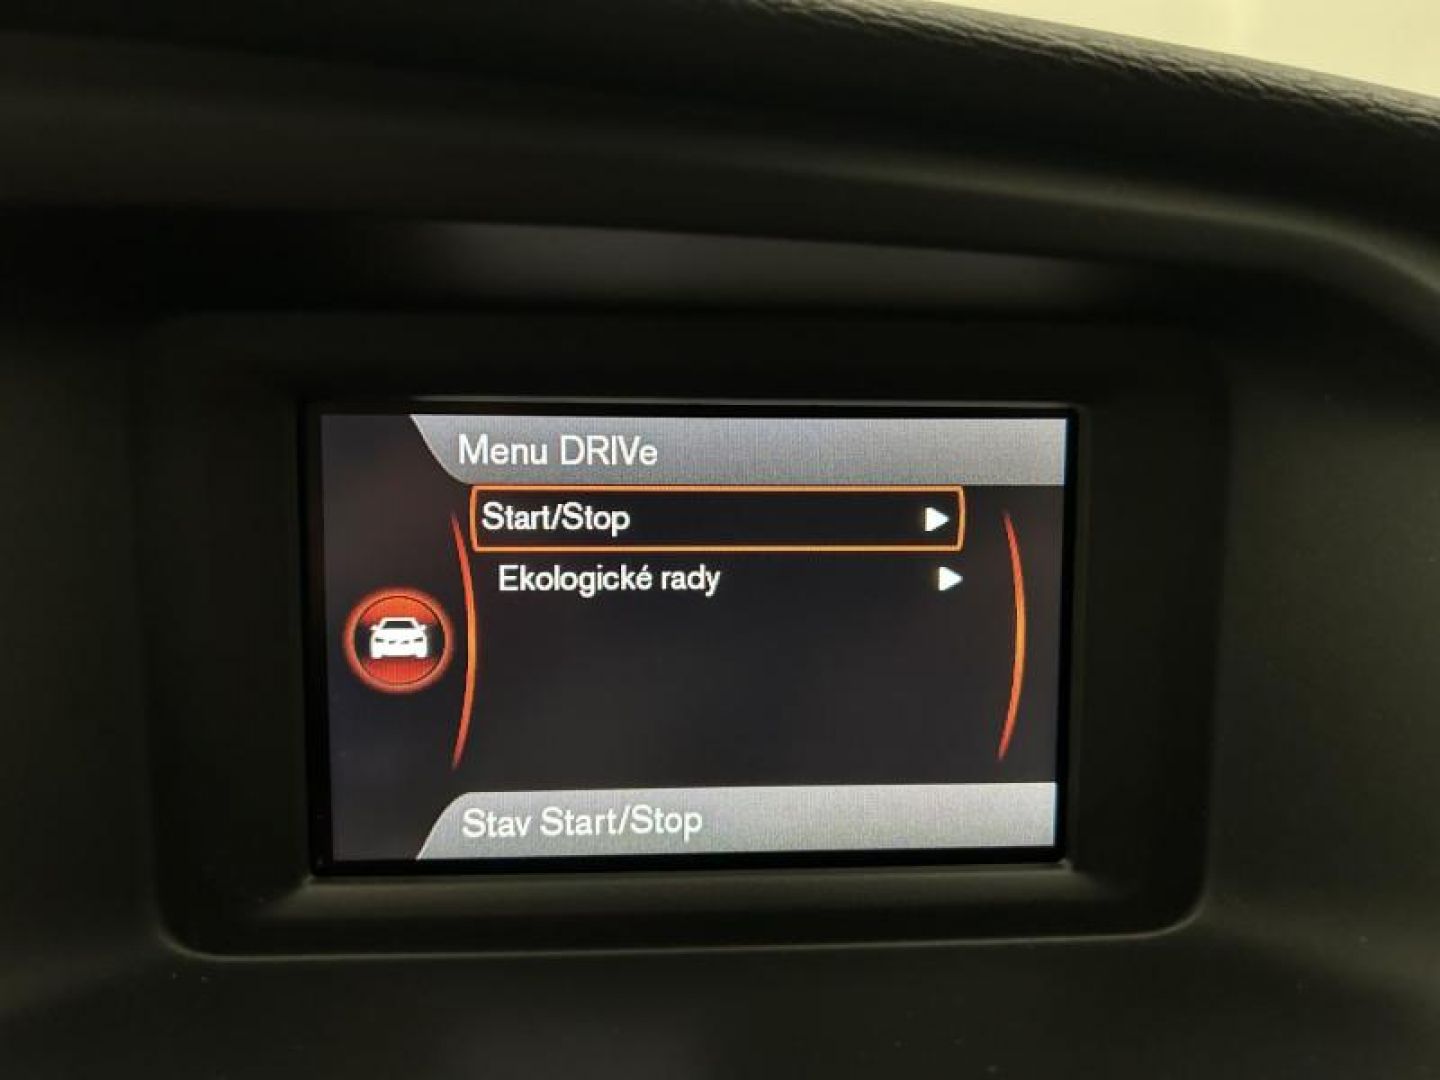 Menu DRIVe
Start/Stop
Ekologické rady
Stav Start/Stop